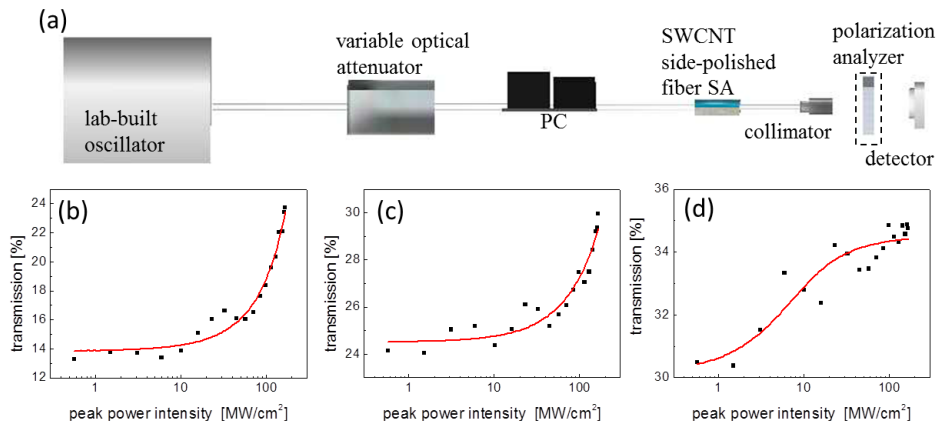 (a)
lab-built
oscillator
variable optical
attenuator
PC
SWCNT
side-polished
fiber SA
collimator
polarization
analyzer
detector
(b)
transmission [%]
24
22
20
18
16
14
12
1 10 100
peak power intensity [MW/cm²]
(c)
transmission [%]
30
28
26
24
22
1 10 100
peak power intensity [MW/cm²]
(d)
transmission [%]
36
34
32
30
1 10 100
peak power intensity [MW/cm²]